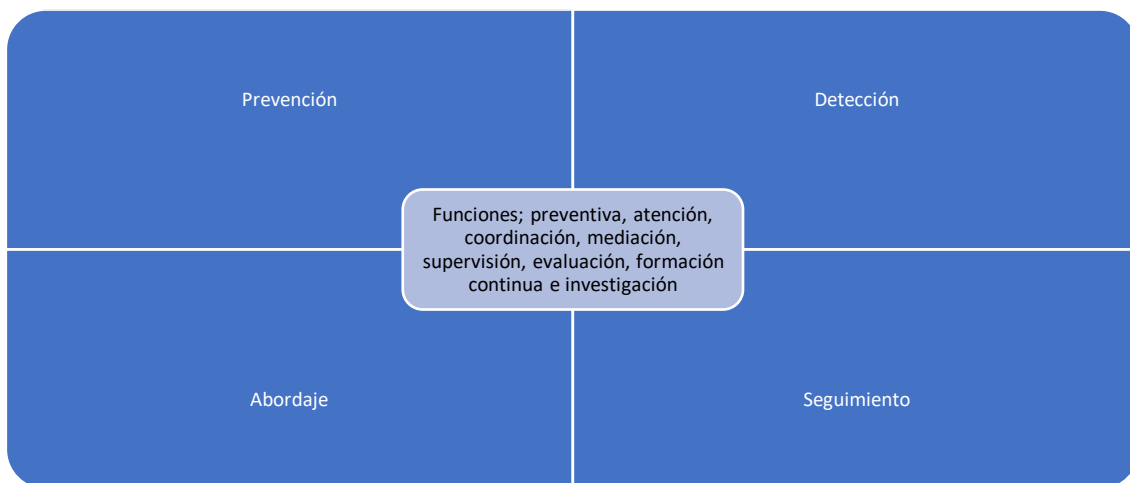 Prevención
Detección
Funciones; preventiva, atención,
coordinación, mediación,
supervisión, evaluación, formación
continua e investigación
Abordaje
Seguimiento